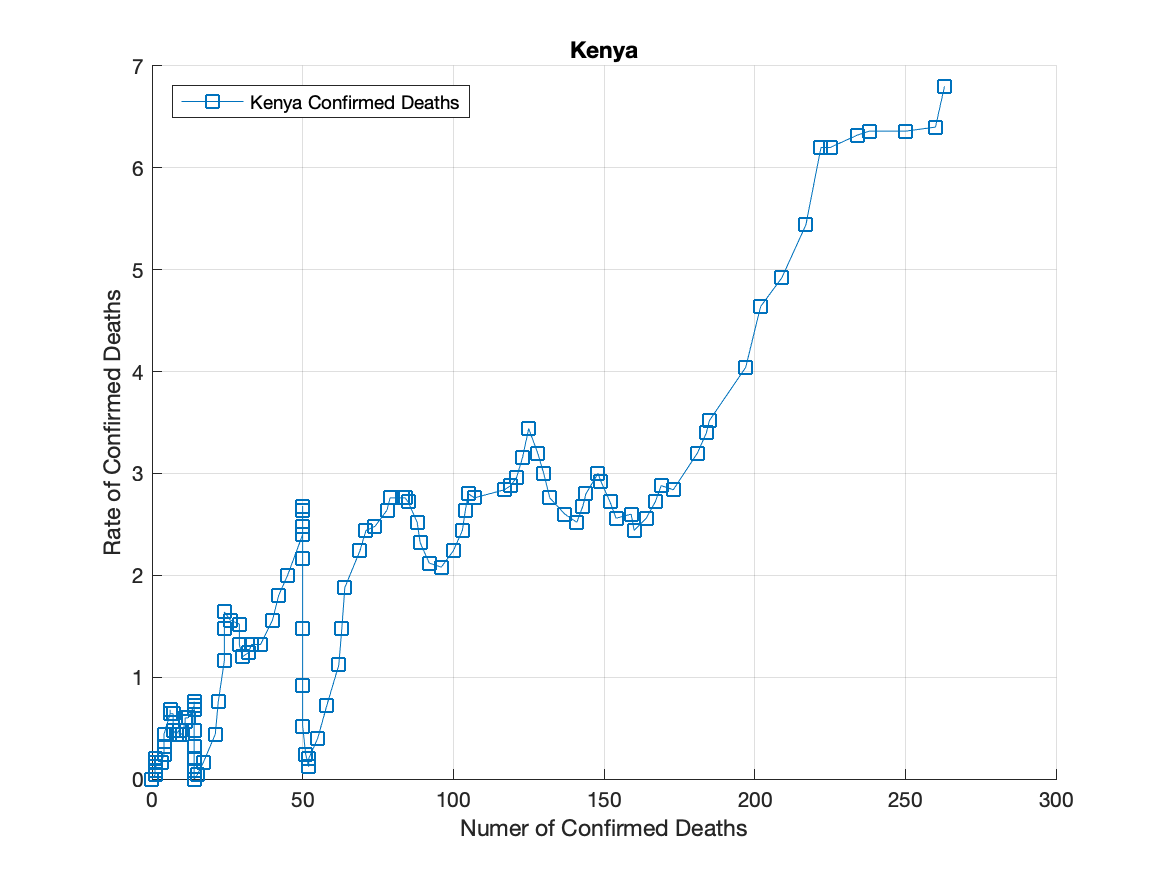 Kenya
Kenya Confirmed Deaths
7
6
5
4
3
2
1
0
Rate of Confirmed Deaths
0 50 100 150 200 250 300
Numer of Confirmed Deaths